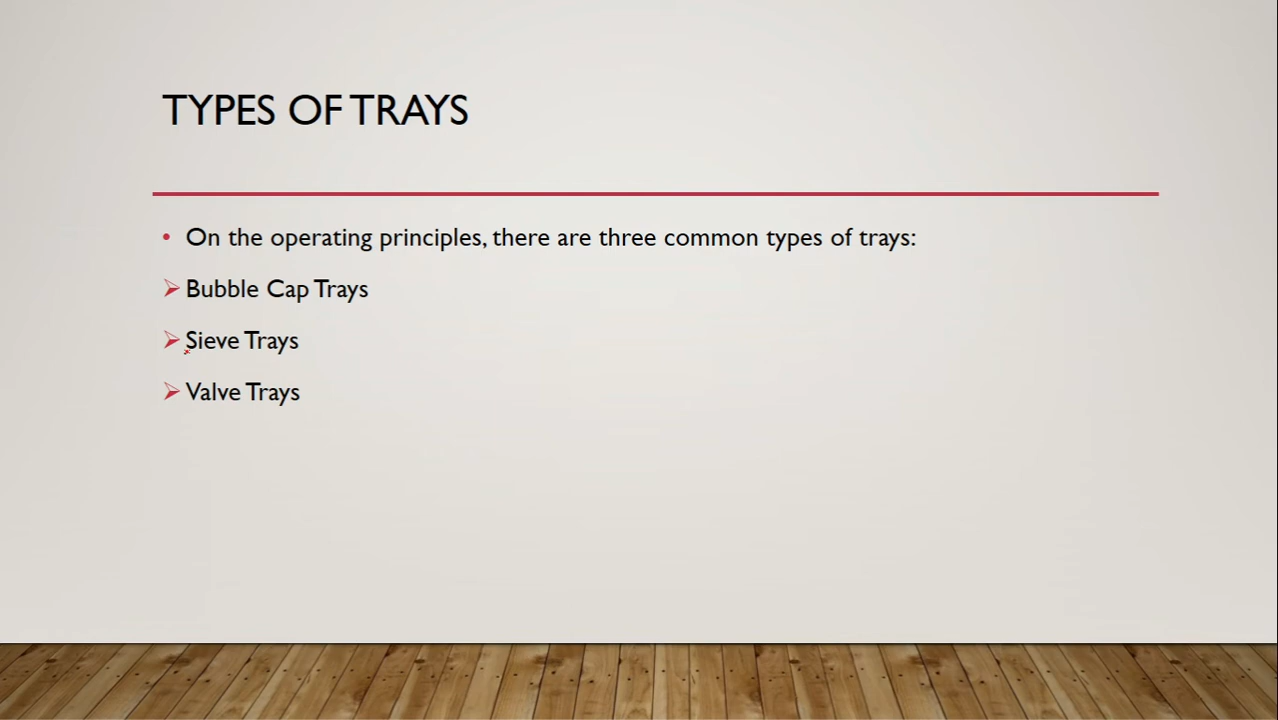 TYPES OF TRAYS
• On the operating principles, there are three common types of trays:
➢ Bubble Cap Trays
➢ Sieve Trays
➢ Valve Trays